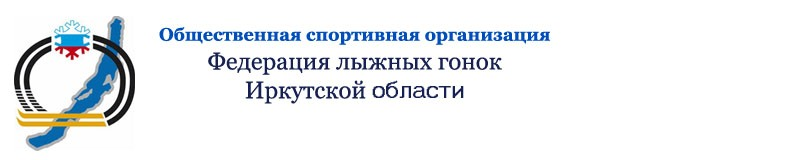 Общественная спортивная организация
Федерация лыжных гонок
Иркутской области